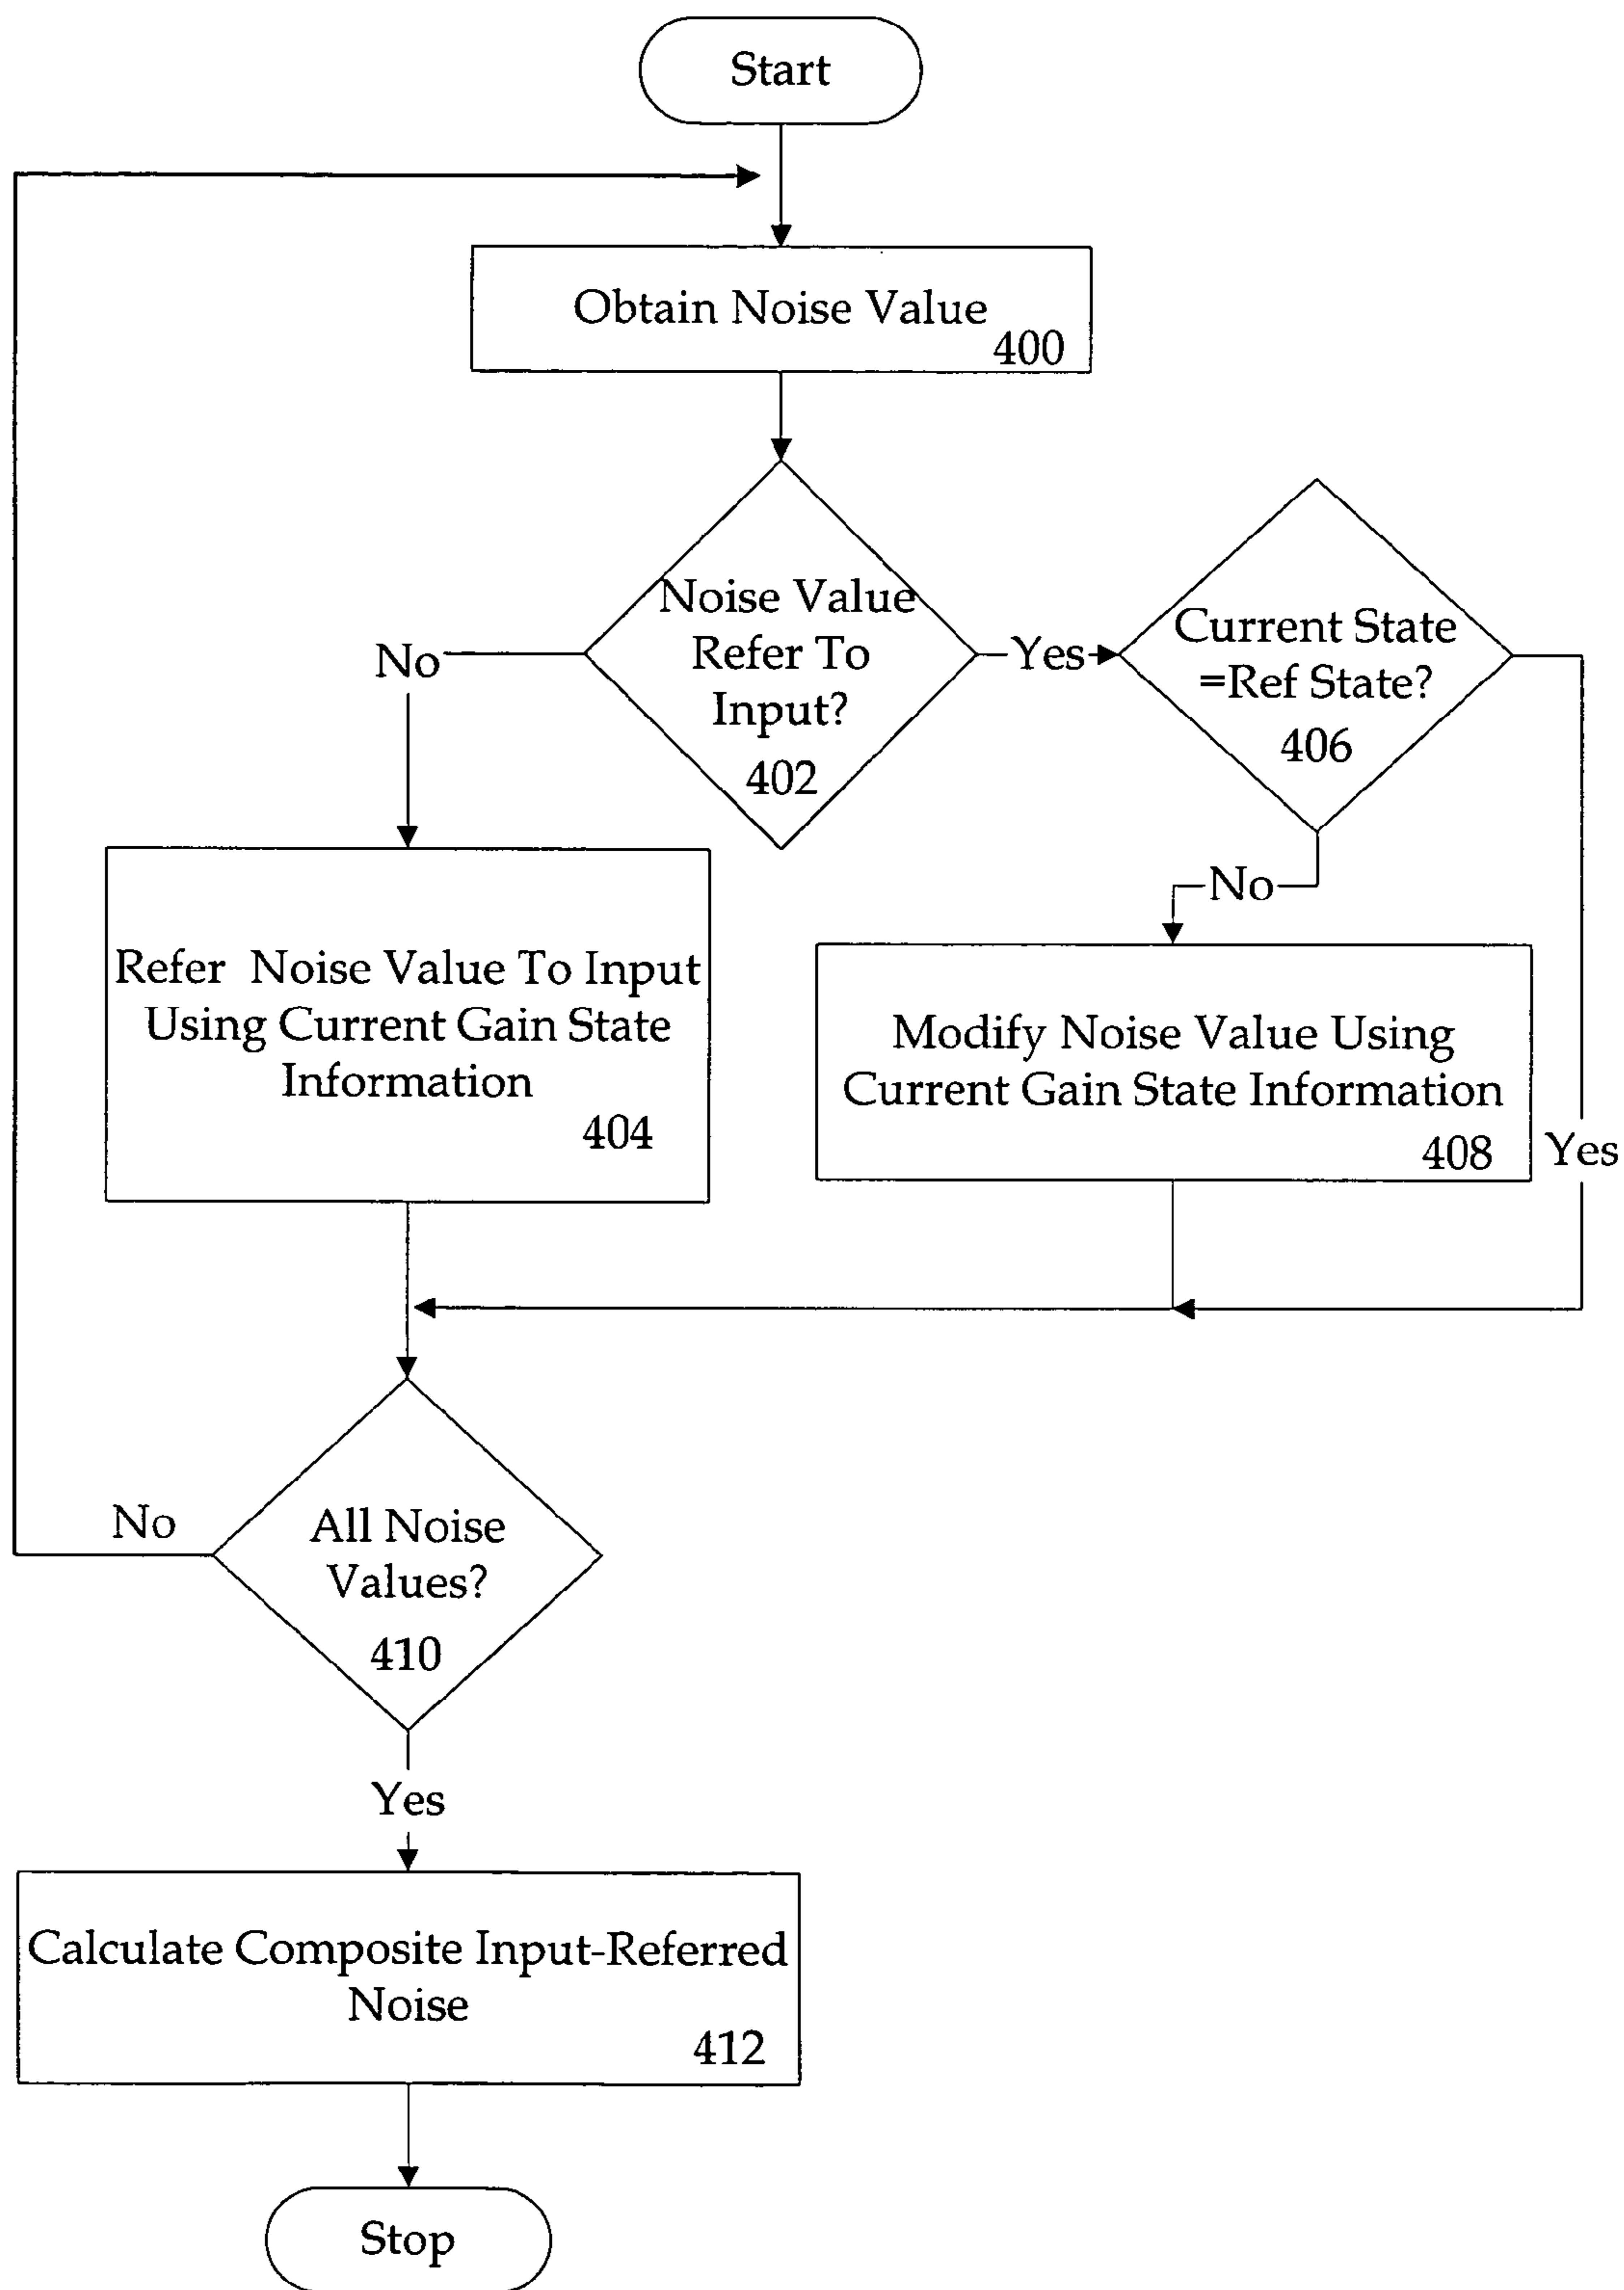 Start
Obtain Noise Value
400
Noise Value
Refer To
Input?
402
No
Yes
Current State
=Ref State?
406
No
Refer Noise Value To Input
Using Current Gain State
Information
404
Modify Noise Value Using
Current Gain State Information
408
Yes
All Noise
Values?
410
No
Yes
Calculate Composite Input-Referred
Noise
412
Stop